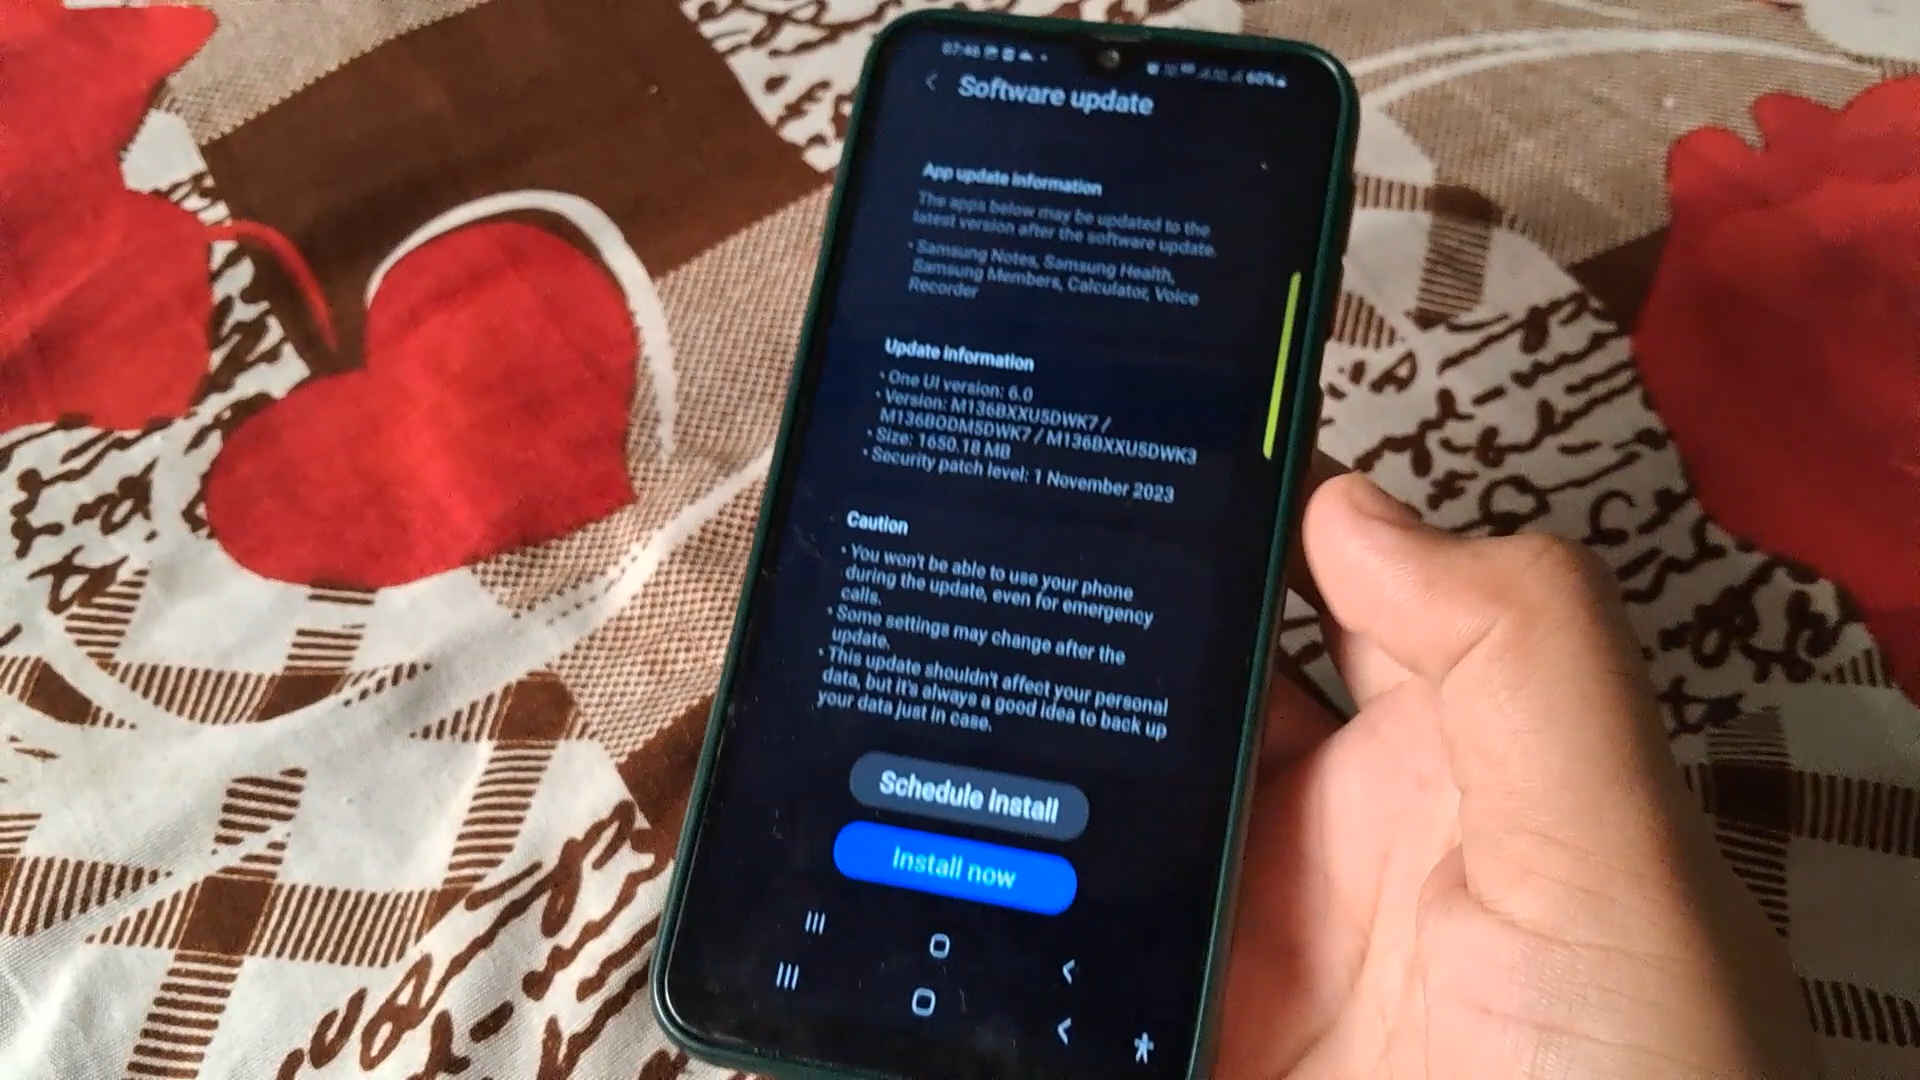 07:46 60%
Software update
App update information
The apps below may be updated to the
latest version after the software update.
• Samsung Notes, Samsung Health,
Samsung Members, Calculator, Voice
Recorder
Update information
• One UI version: 6.0
• Version: M136BXXU5DWK7 /
M136BODM5DWK7 / M136BXXU5DWK3
• Size: 1650.18 MB
• Security patch level: 1 November 2023
Caution
• You won't be able to use your phone
during the update, even for emergency
calls.
• Some settings may change after the
update.
• This update shouldn't affect your personal
data, but it's always a good idea to back up
your data just in case.
Schedule install
Install now